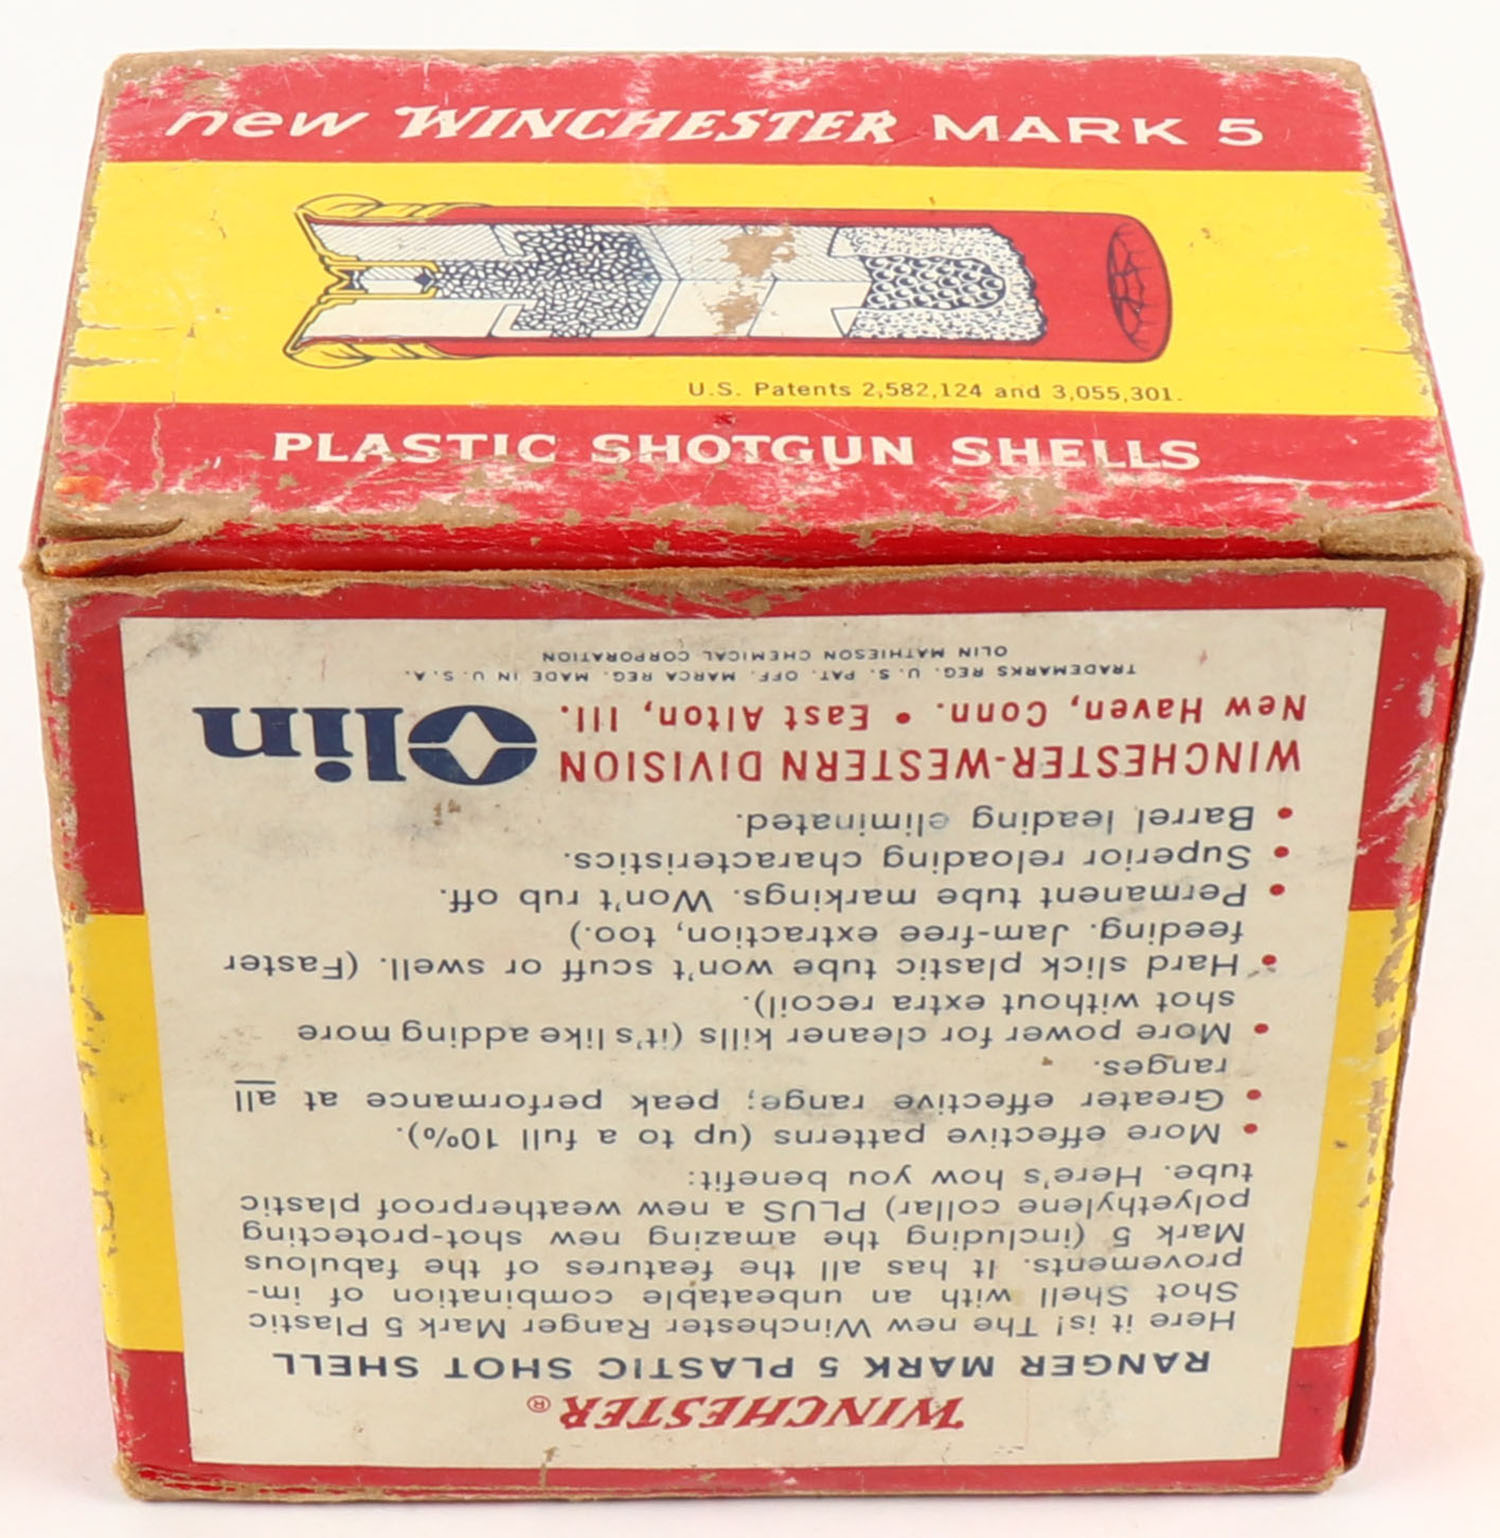 new WINCHESTER MARK 5
U.S. Patents 2,582,124 and 3,055,301.
PLASTIC SHOTGUN SHELLS
WINCHESTER®
RANGER MARK 5 PLASTIC SHOT SHELL
Here it is! The new Winchester Ranger Mark 5 Plastic
Shot Shell with an unbeatable combination of im-
provements. It has all the features of the fabulous
Mark 5 (including the amazing new shot-protecting
polyethylene collar) PLUS a new weatherproof plastic
tube. Here's how you benefit:
• More effective patterns (up to a full 10%).
• Greater effective range; peak performance at all
ranges.
• More power for cleaner kills (it's like adding more
shot without extra recoil).
• Hard slick plastic tube won't scuff or swell. (Faster
feeding. Jam-free extraction, too.)
• Permanent tube markings. Won't rub off.
• Superior reloading characteristics.
• Barrel leading eliminated.
WINCHESTER-WESTERN DIVISION
New Haven, Conn. • East Alton, Ill.
Olin
TRADEMARKS REG. U. S. PAT. OFF. MARCA REG. MADE IN U.S.A.
OLIN MATHIESON CHEMICAL CORPORATION